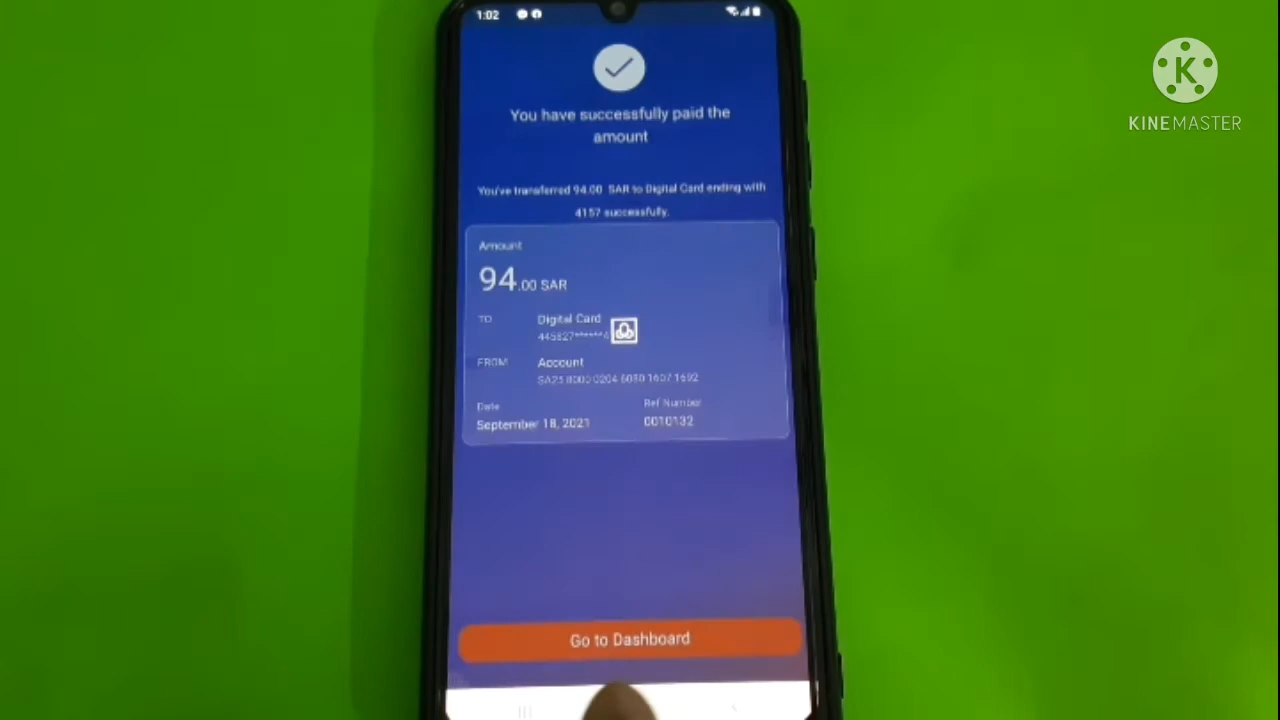 1:02
K
KINEMASTER
You have successfully paid the
amount
You've transferred 94.00 SAR to Digital Card ending with
4157 successfully.
Amount
94.00 SAR
TO
Digital Card
445827******4
FROM
Account
Date
Ref Number
September 18, 2021
0010132
Go to Dashboard